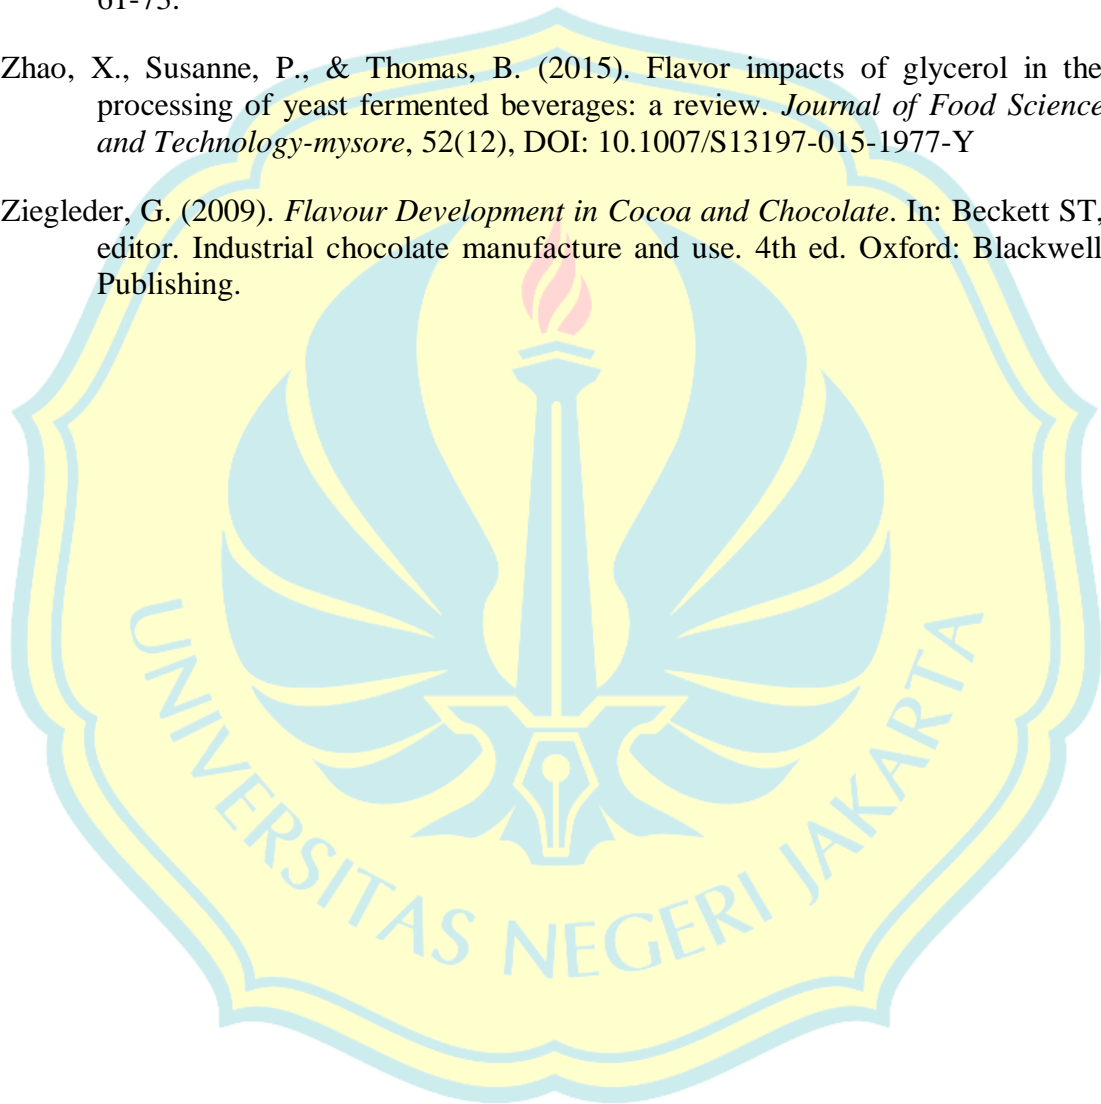 61-73.
Zhao, X., Susanne, P., & Thomas, B. (2015). Flavor impacts of glycerol in the
processing of yeast fermented beverages: a review. Journal of Food Science
and Technology-mysore, 52(12), DOI: 10.1007/S13197-015-1977-Y
Ziegleder, G. (2009). Flavour Development in Cocoa and Chocolate. In: Beckett ST,
editor. Industrial chocolate manufacture and use. 4th ed. Oxford: Blackwell
Publishing.
UNIVERSITAS NEGERI JAKARTA